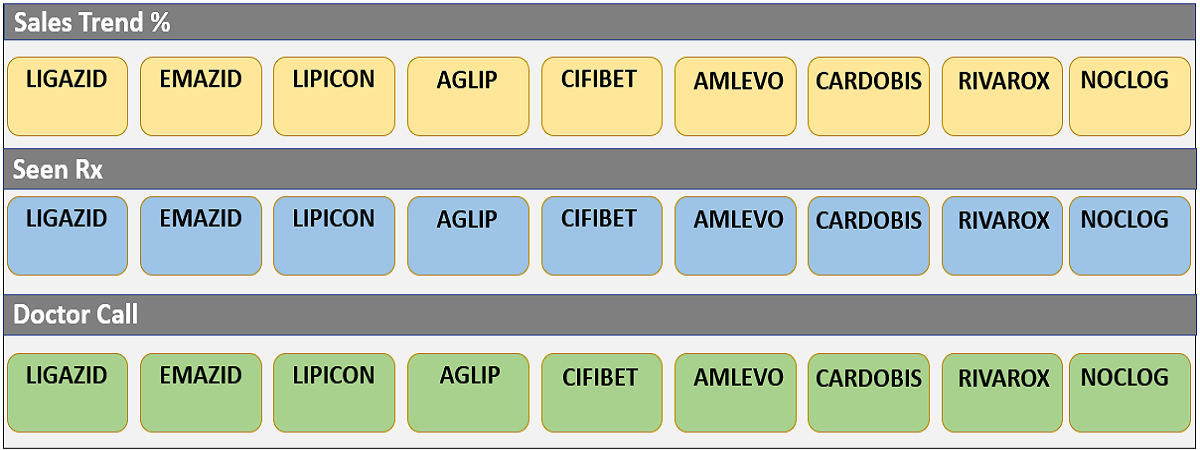 Sales Trend %
LIGAZID EMAZID LIPICON AGLIP CIFIBET AMLEVO CARDOBIS RIVAROX NOCLOG
Seen Rx
LIGAZID EMAZID LIPICON AGLIP CIFIBET AMLEVO CARDOBIS RIVAROX NOCLOG
Doctor Call
LIGAZID EMAZID LIPICON AGLIP CIFIBET AMLEVO CARDOBIS RIVAROX NOCLOG